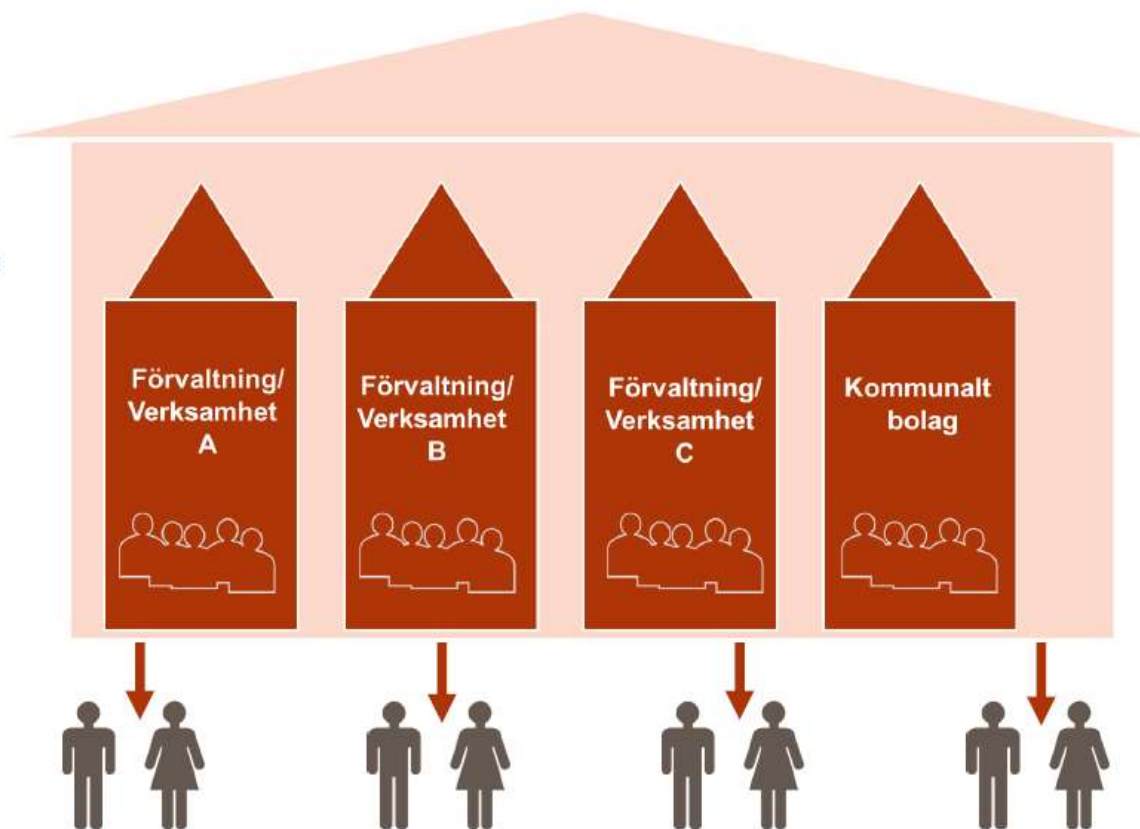 Förvaltning/
Verksamhet
A
Förvaltning/
Verksamhet
B
Förvaltning/
Verksamhet
C
Kommunalt
bolag